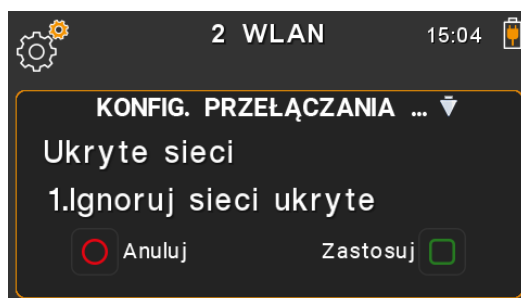 2 WLAN 15:04
KONFIG. PRZEŁĄCZANIA ...
Ukryte sieci
1.Ignoruj sieci ukryte
Anuluj Zastosuj